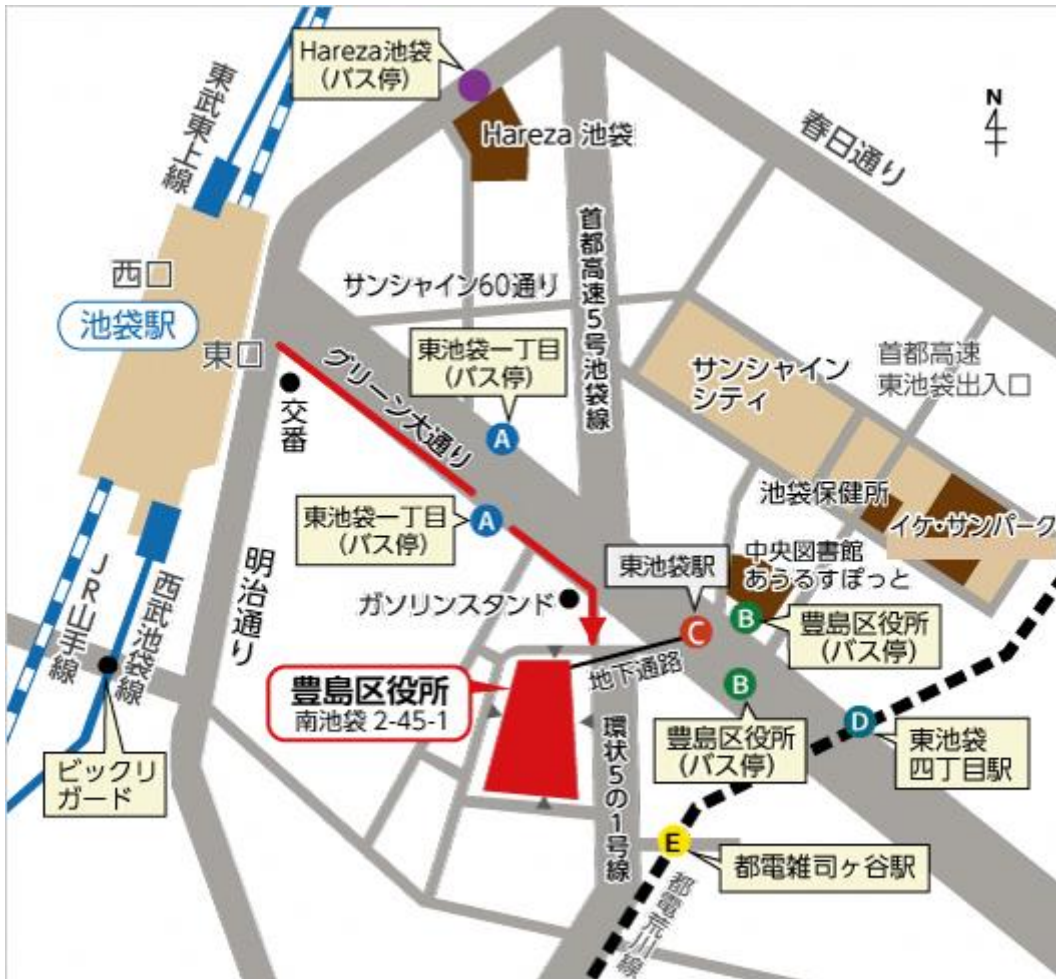 Hareza池袋
(バス停)
N
東武東上線
Hareza 池袋
春日通り
首都高速5号池袋線
西口
池袋駅
東口
サンシャイン60通り
東池袋一丁目
(バス停)
A
グリーン大通り
交番
サンシャイン
シティ
首都高速
東池袋出入口
池袋保健所
イケ・サンパーク
東池袋一丁目
(バス停)
A
東池袋駅
C
中央図書館
あうるすぽっと
B
豊島区役所
(バス停)
ガソリンスタンド
JR山手線
西武池袋線
明治通り
地下通路
豊島区役所
南池袋 2-45-1
B
豊島区役所
(バス停)
D
東池袋
四丁目駅
ビックリ
ガード
環状5の1号線
E
都電雑司ヶ谷駅
都電荒川線